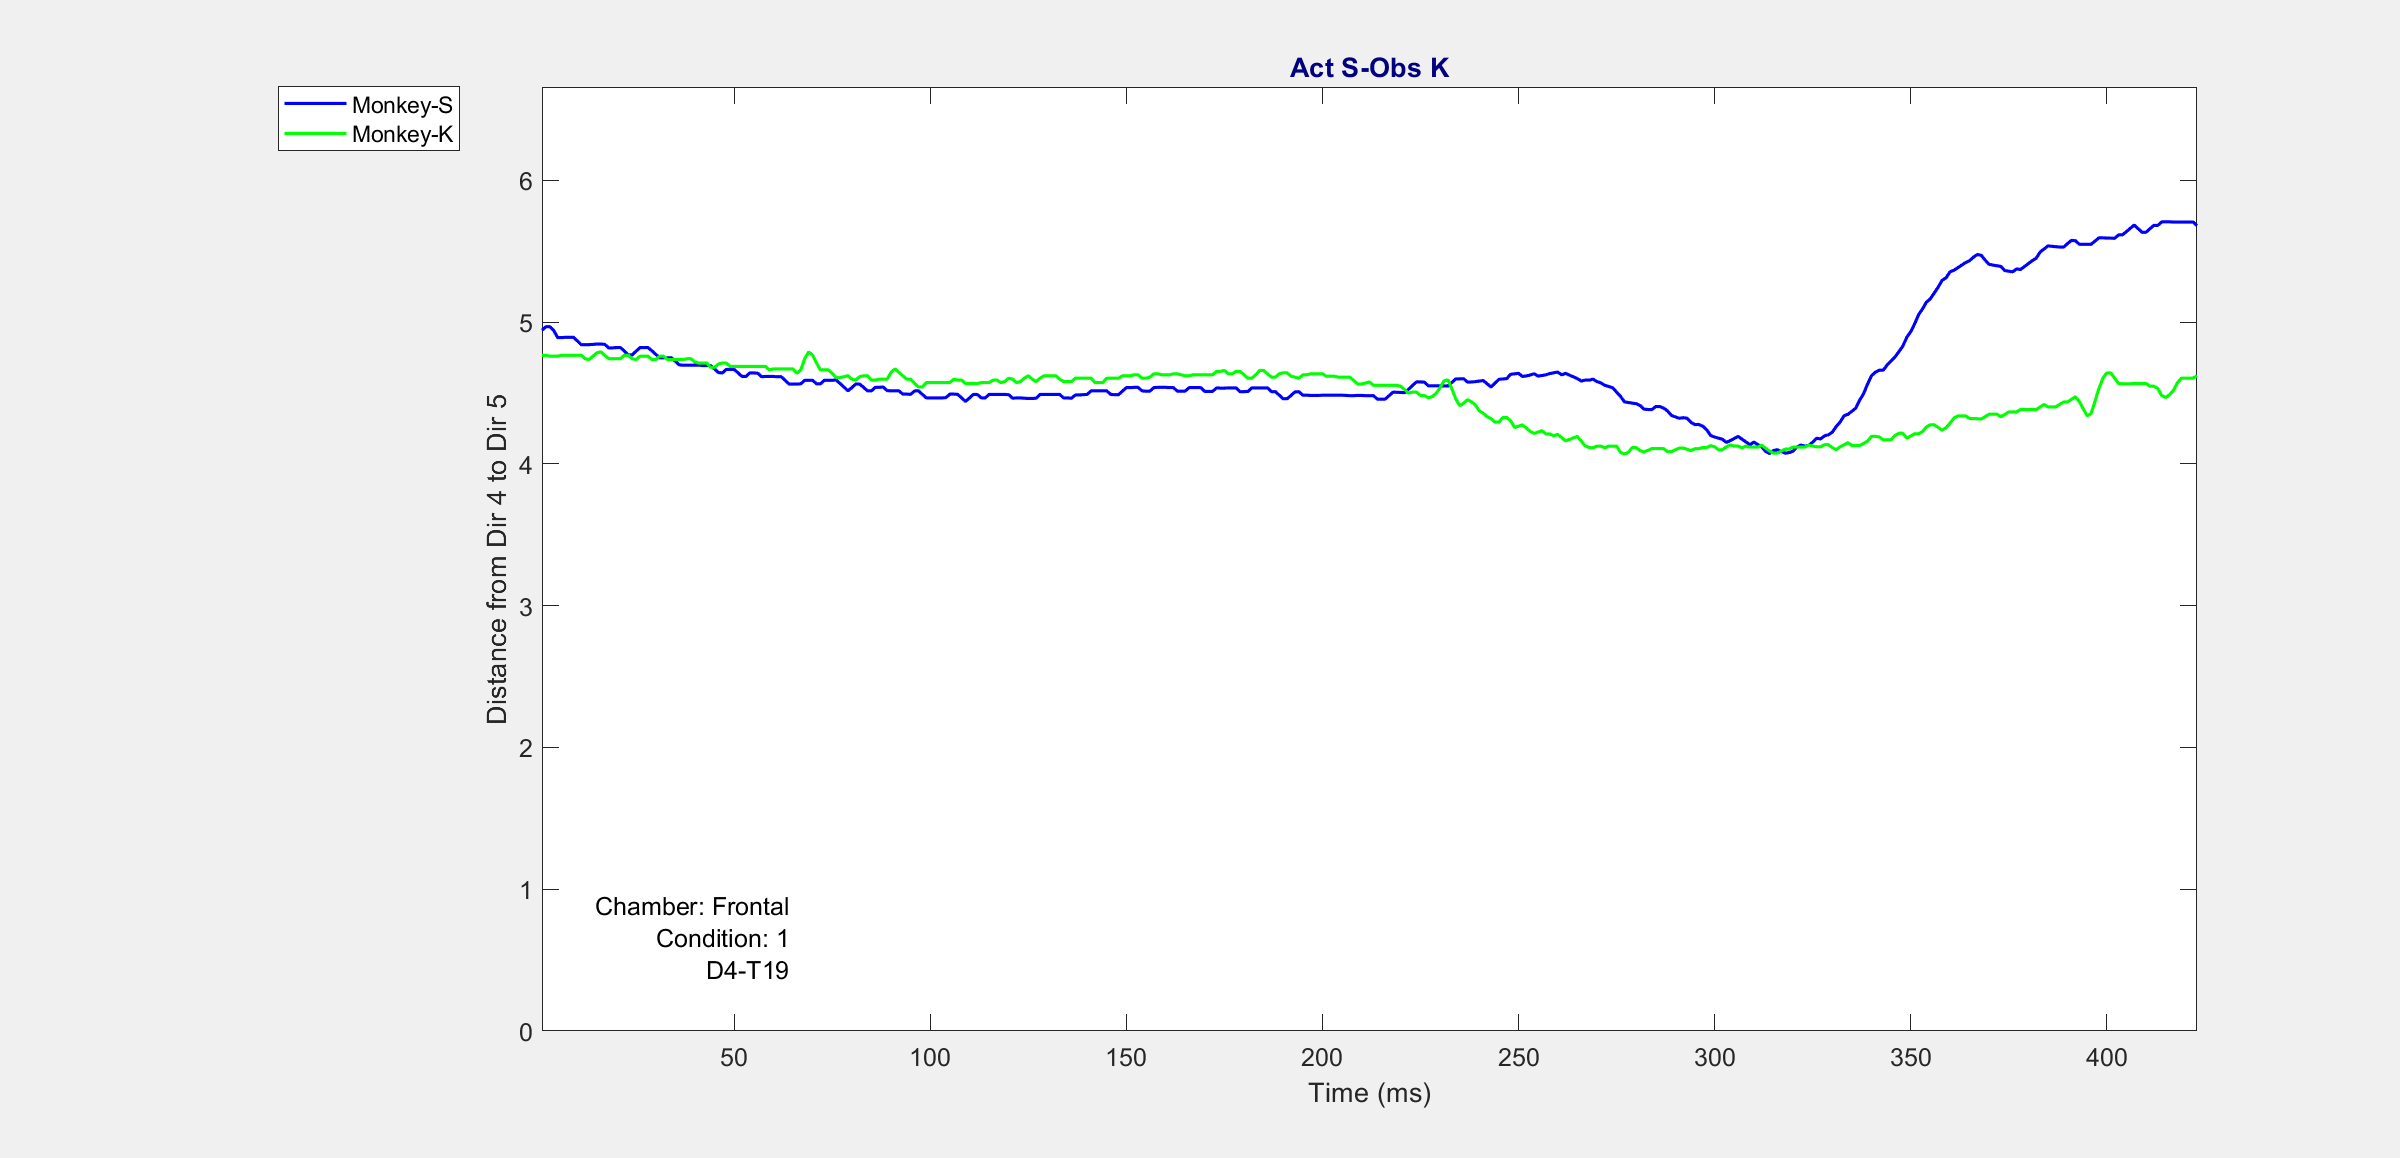 Act S-Obs K
Monkey-S
Monkey-K
Distance from Dir 4 to Dir 5
6
5
4
3
2
1
0
Chamber: Frontal
Condition: 1
D4-T19
50 100 150 200 250 300 350 400
Time (ms)